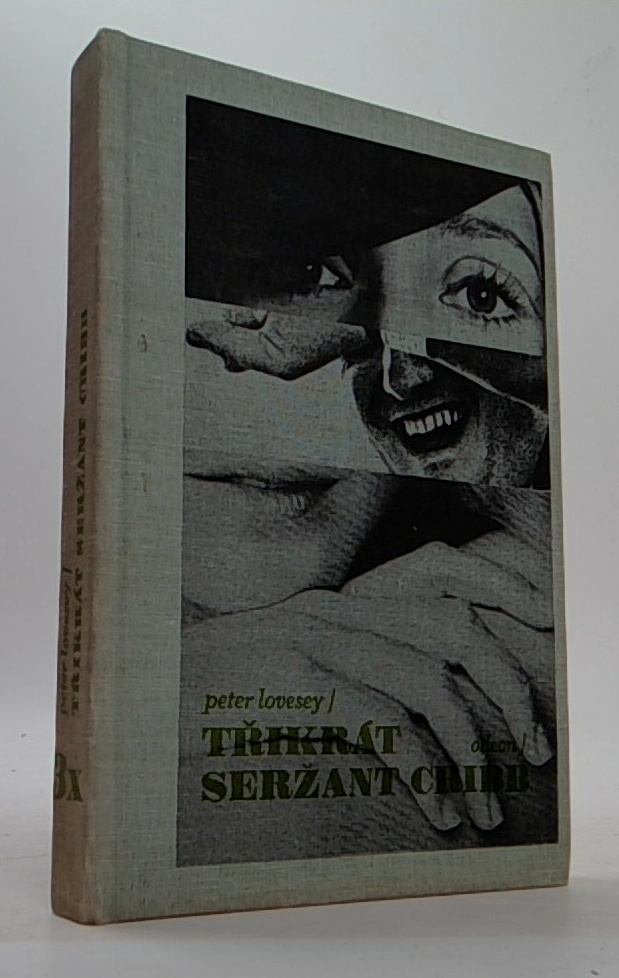 peter lovesey /
TŘIKRÁT
odeon /
SERŽANT CRIBB
peter lovesey /
TŘIKRÁT SERŽANT CRIBB
3x